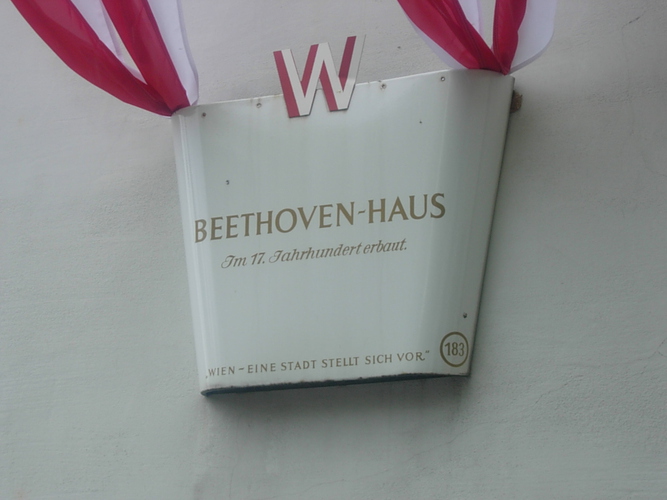 W
BEETHOVEN-HAUS
Im 17. Jahrhundert erbaut.
„WIEN – EINE STADT STELLT SICH VOR."
183